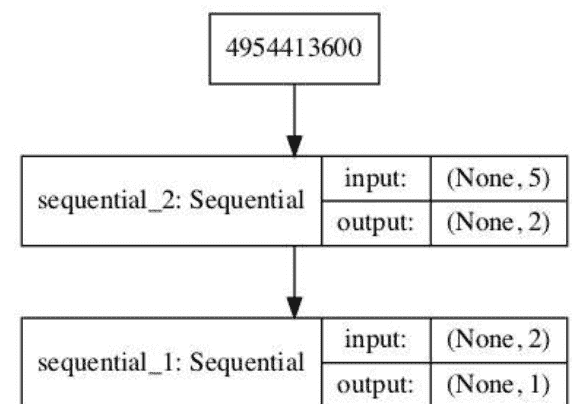 4954413600
sequential_2: Sequential
input:
(None, 5)
output:
(None, 2)
sequential_1: Sequential
input:
(None, 2)
output:
(None, 1)